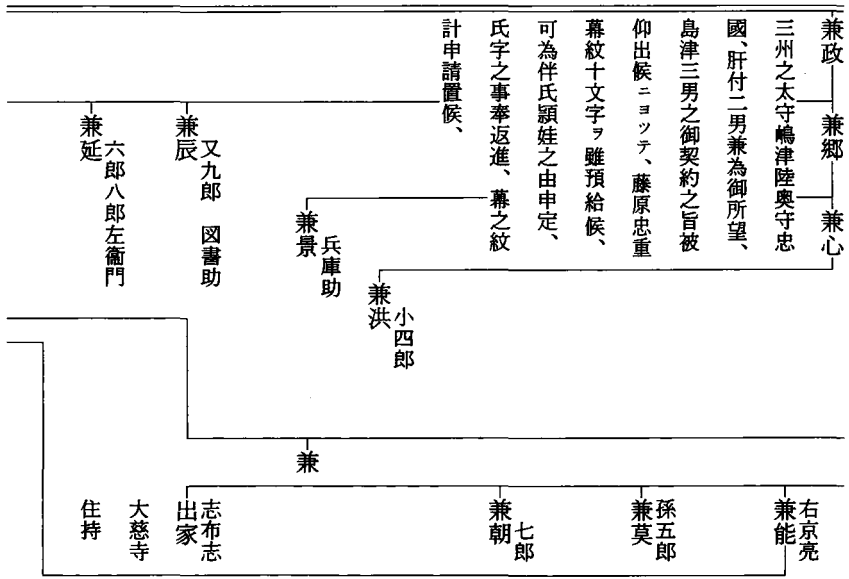 兼政
兼郷
兼心
三州之太守嶋津陸奥守忠
國、肝付二男兼為御所望、
島津三男之御契約之旨被
仰出候ニヨッテ、藤原忠重
幕紋十文字ヲ雖預給候、
可為伴氏頴娃之由申定、
氏字之事奉返進、幕之紋
計申請置候、
兼洪
小四郎
兼景
兵庫助
兼辰
又九郎　図書助
兼延
六郎八郎左衞門
兼
兼能
右京亮
兼莫
孫五郎
兼朝
七郎
志布志
出家
大慈寺
住持